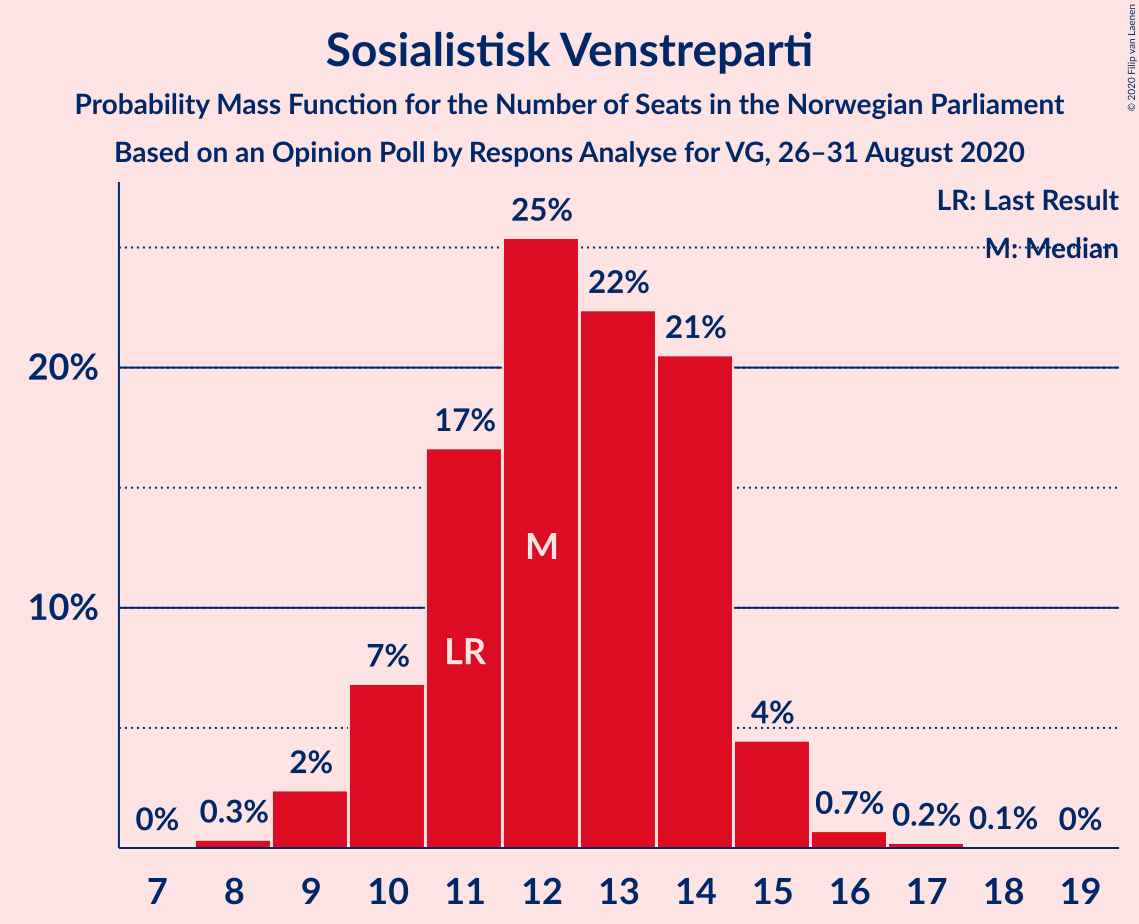 Sosialistisk Venstreparti
Probability Mass Function for the Number of Seats in the Norwegian Parliament
Based on an Opinion Poll by Respons Analyse for VG, 26–31 August 2020
© 2020 Filip van Laenen
LR: Last Result
M: Median
25%
22%
21%
20%
17%
M
10%
LR
7%
4%
2%
0% 0.3% 0.7% 0.2% 0.1% 0%
7 8 9 10 11 12 13 14 15 16 17 18 19